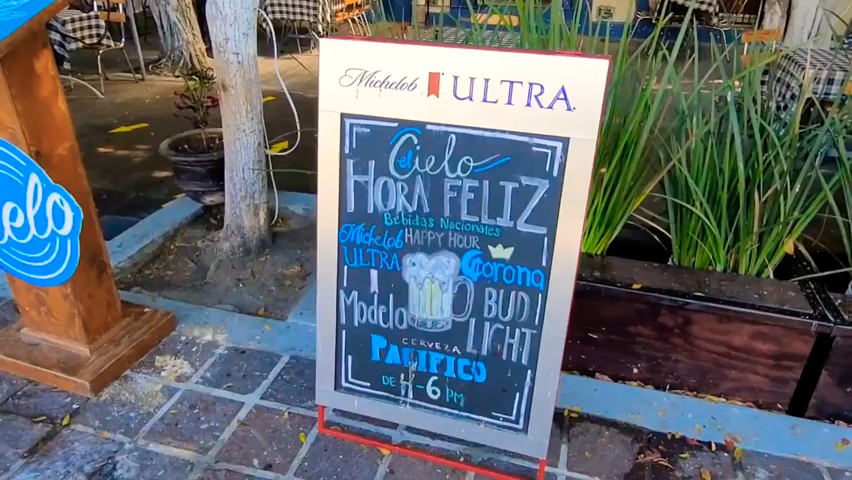 Michelob ULTRA
el Cielo
HORA FELIZ
Bebidas Nacionales
HAPPY HOUR
Michelob
ULTRA
Corona
Modelo
BUD
LIGHT
CERVEZA
PACIFICO
DE 4-6 PM
ielo